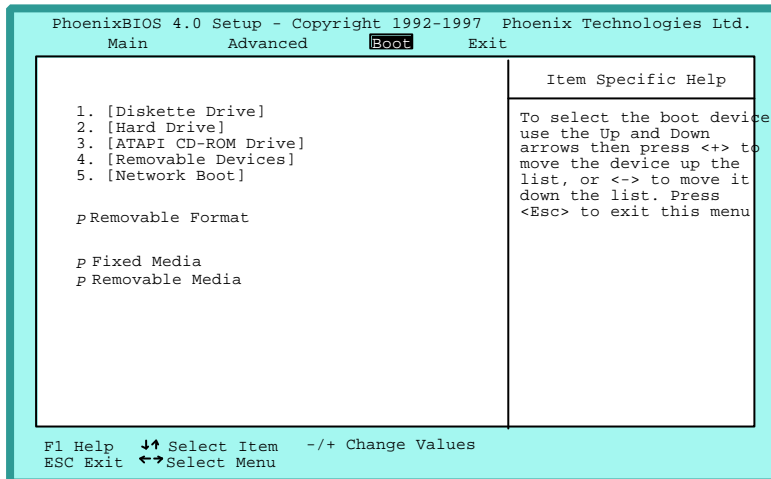 PhoenixBIOS 4.0 Setup - Copyright 1992-1997 Phoenix Technologies Ltd.
Main Advanced Boot Exit
1. [Diskette Drive]
2. [Hard Drive]
3. [ATAPI CD-ROM Drive]
4. [Removable Devices]
5. [Network Boot]
p Removable Format
p Fixed Media
p Removable Media
Item Specific Help
To select the boot device
use the Up and Down
arrows then press <+> to
move the device up the
list, or <-> to move it
down the list. Press
<Esc> to exit this menu
F1 Help ↓↑ Select Item -/+ Change Values
ESC Exit ←→ Select Menu